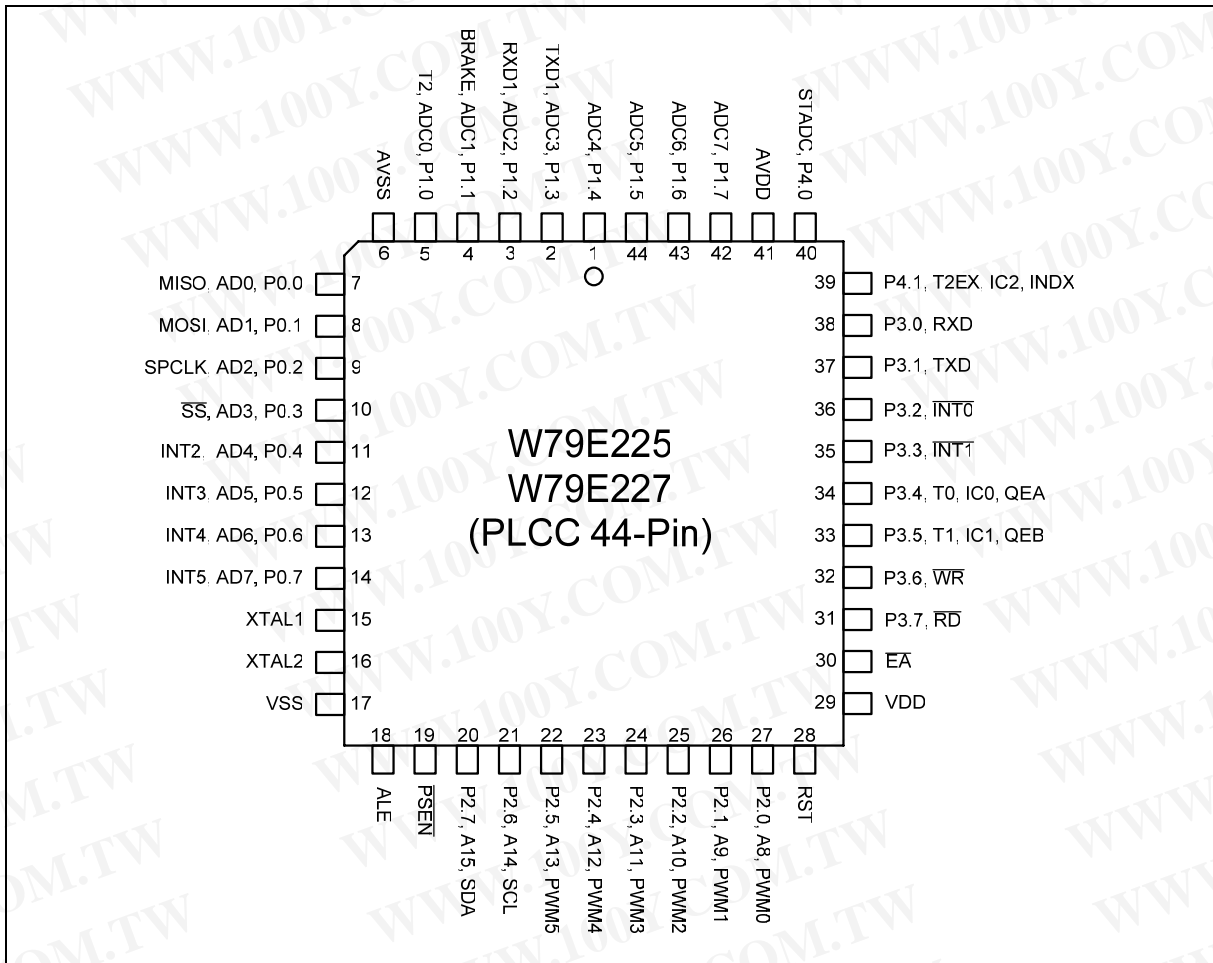 AVSS
T2, ADC0, P1.0
BRAKE, ADC1, P1.1
RXD1, ADC2, P1.2
TXD1, ADC3, P1.3
ADC4, P1.4
ADC5, P1.5
ADC6, P1.6
ADC7, P1.7
AVDD
STADC, P4.0
6 5 4 3 2 1 44 43 42 41 40
MISO, AD0, P0.0 7
MOSI, AD1, P0.1 8
SPCLK, AD2, P0.2 9
S̅S̅, AD3, P0.3 10
INT2, AD4, P0.4 11
INT3, AD5, P0.5 12
INT4, AD6, P0.6 13
INT5, AD7, P0.7 14
XTAL1 15
XTAL2 16
VSS 17
W79E225
W79E227
(PLCC 44-Pin)
39 P4.1, T2EX, IC2, INDX
38 P3.0, RXD
37 P3.1, TXD
36 P3.2, I̅N̅T̅0̅
35 P3.3, I̅N̅T̅1̅
34 P3.4, T0, IC0, QEA
33 P3.5, T1, IC1, QEB
32 P3.6, W̅R̅
31 P3.7, R̅D̅
30 E̅A̅
29 VDD
18 19 20 21 22 23 24 25 26 27 28
ALE
P̅S̅E̅N̅
P2.7, A15, SDA
P2.6, A14, SCL
P2.5, A13, PWM5
P2.4, A12, PWM4
P2.3, A11, PWM3
P2.2, A10, PWM2
P2.1, A9, PWM1
P2.0, A8, PWM0
RST
WWW.100Y.COM.TW